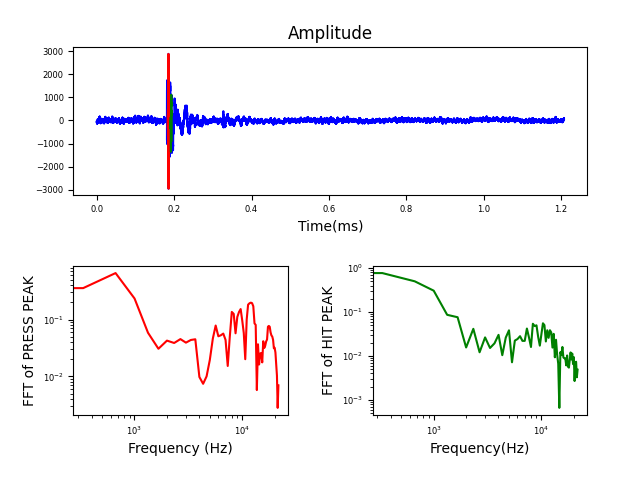 Amplitude
3000
2000
1000
0
−1000
−2000
−3000
0.0 0.2 0.4 0.6 0.8 1.0 1.2
Time(ms)
FFT of PRESS PEAK
10⁻¹
10⁻²
10³ 10⁴
Frequency (Hz)
FFT of HIT PEAK
10⁰
10⁻¹
10⁻²
10⁻³
10³ 10⁴
Frequency(Hz)